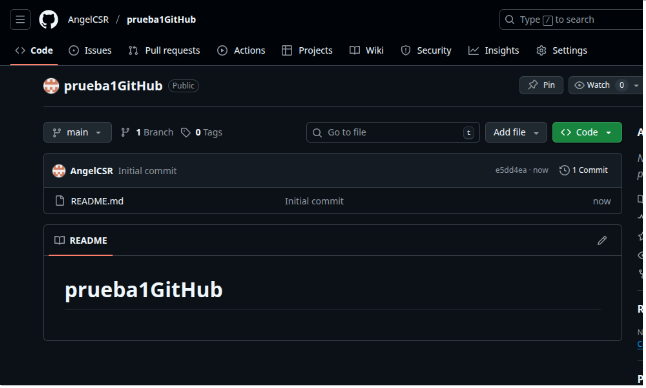 AngelCSR / prueba1GitHub
Type / to search
Code Issues Pull requests Actions Projects Wiki Security Insights Settings
prueba1GitHub Public
Pin Watch 0
main 1 Branch 0 Tags Go to file t Add file Code
AngelCSR Initial commit e5dd4ea · now 1 Commit
README.md Initial commit now
README
prueba1GitHub